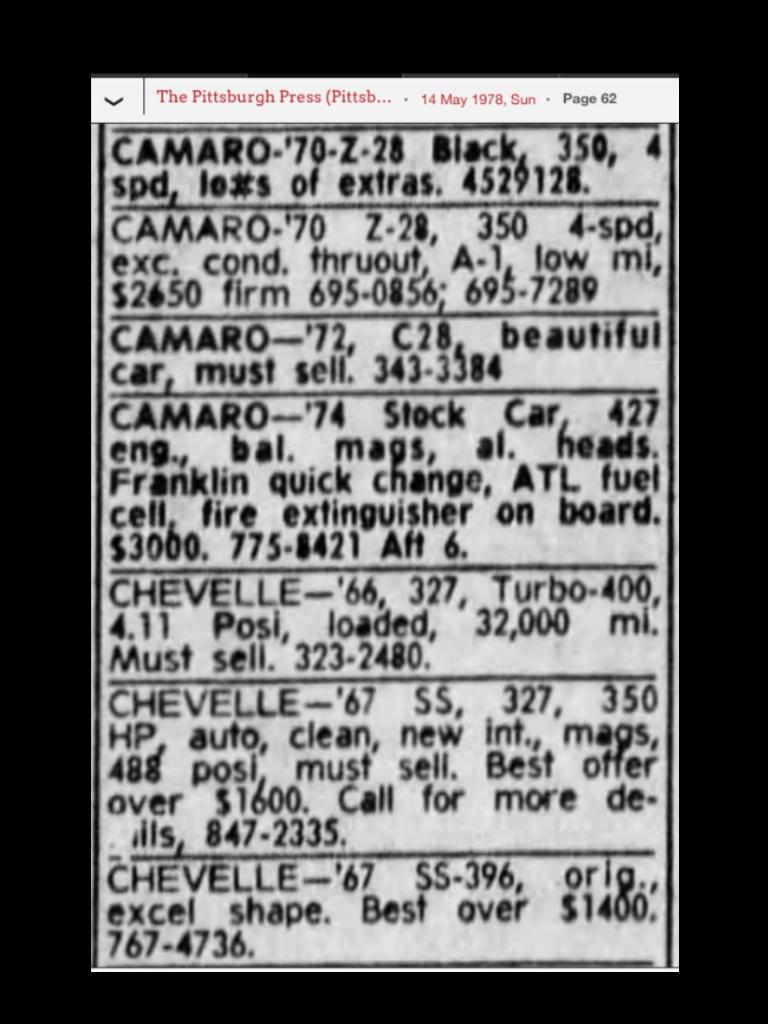 The Pittsburgh Press (Pittsb... · 14 May 1978, Sun · Page 62
CAMARO-'70-Z-28 Black, 350, 4
spd, lo#s of extras. 4529128.
CAMARO-'70 Z-28, 350 4-spd,
exc. cond. thruout, A-1, low mi,
$2650 firm 695-0856; 695-7289
CAMARO—'72, C28, beautiful
car, must sell. 343-3384
CAMARO—'74 Stock Car, 427
eng., bal. mags, al. heads.
Franklin quick change, ATL fuel
cell, fire extinguisher on board.
$3000. 775-8421 Aft 6.
CHEVELLE—'66, 327, Turbo-400,
4.11 Posi, loaded, 32,000 mi.
Must sell. 323-2480.
CHEVELLE—'67 SS, 327, 350
HP, auto, clean, new int., mags,
488 posi, must sell. Best offer
over $1600. Call for more de-
ills, 847-2335.
CHEVELLE—'67 SS-396, orig.,
excel shape. Best over $1400.
767-4736.